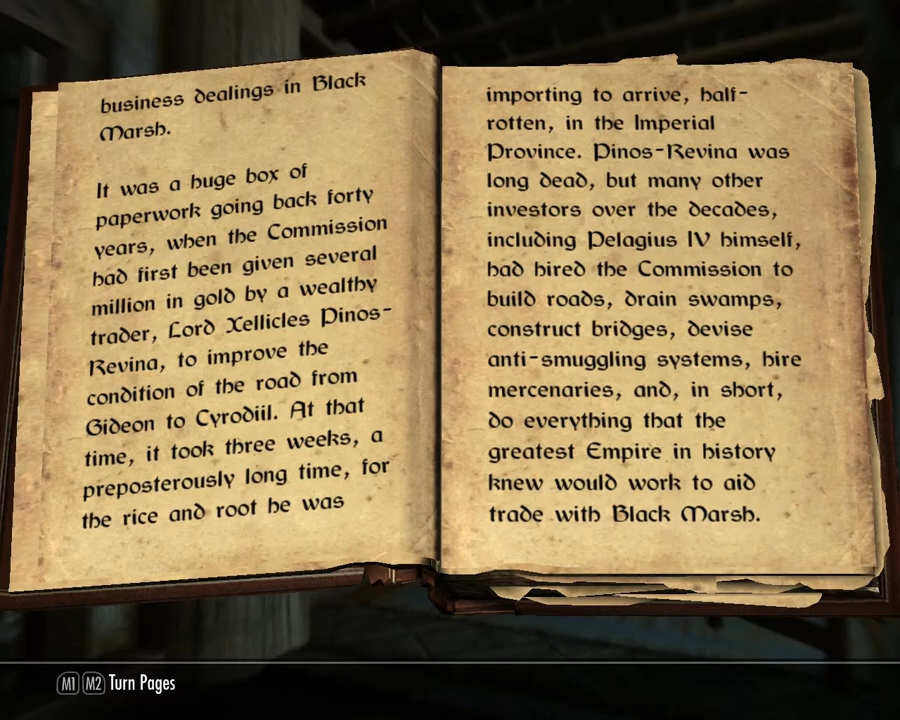 business dealings in Black
Marsh.
It was a huge box of
paperwork going back forty
years, when the Commission
had first been given several
million in gold by a wealthy
trader, Lord Xellicles Pinos-
Revina, to improve the
condition of the road from
Gideon to Cyrodiil. At that
time, it took three weeks, a
preposterously long time, for
the rice and root he was
importing to arrive, half-
rotten, in the Imperial
Province. Pinos-Revina was
long dead, but many other
investors over the decades,
including Pelagius IV himself,
had hired the Commission to
build roads, drain swamps,
construct bridges, devise
anti-smuggling systems, hire
mercenaries, and, in short,
do everything that the
greatest Empire in history
knew would work to aid
trade with Black Marsh.
M1 M2 Turn Pages